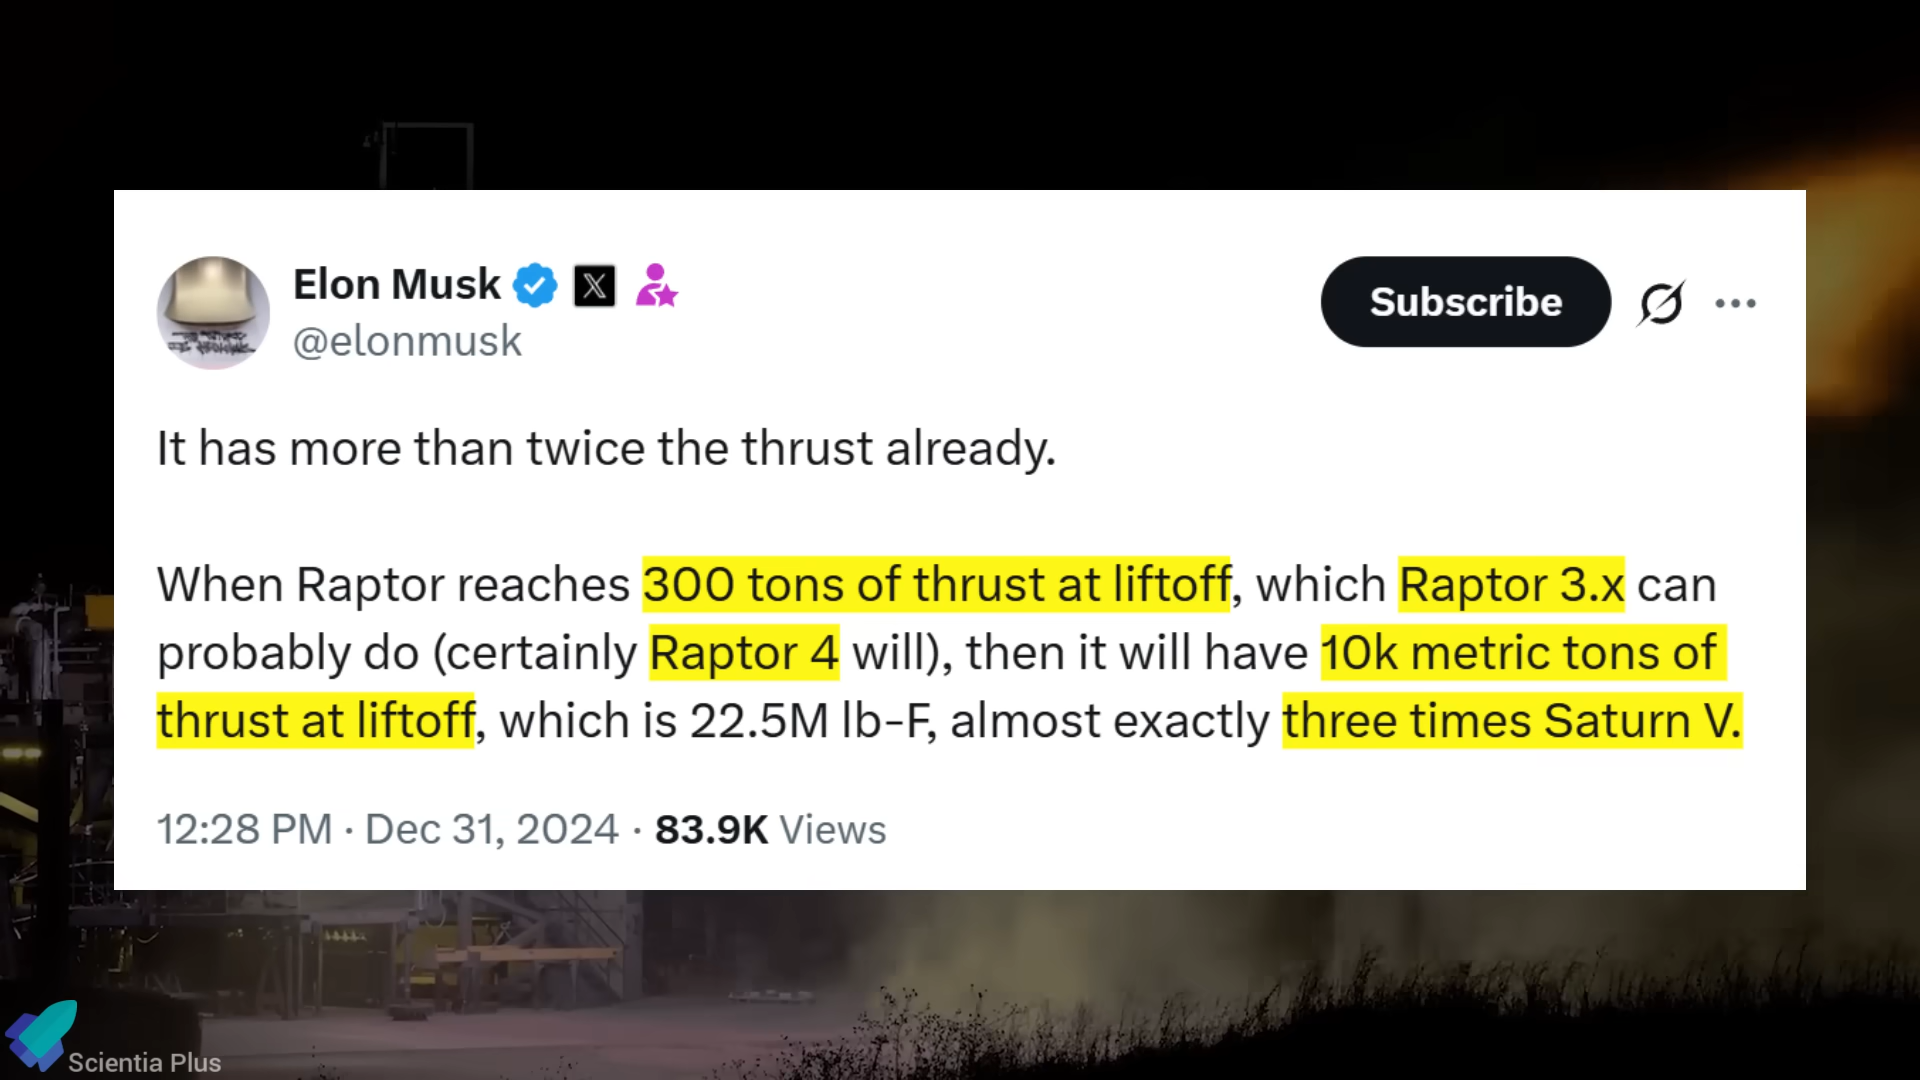 Elon Musk
@elonmusk
Subscribe
It has more than twice the thrust already.
When Raptor reaches 300 tons of thrust at liftoff, which Raptor 3.x can
probably do (certainly Raptor 4 will), then it will have 10k metric tons of
thrust at liftoff, which is 22.5M lb-F, almost exactly three times Saturn V.
12:28 PM · Dec 31, 2024 · 83.9K Views
Scientia Plus